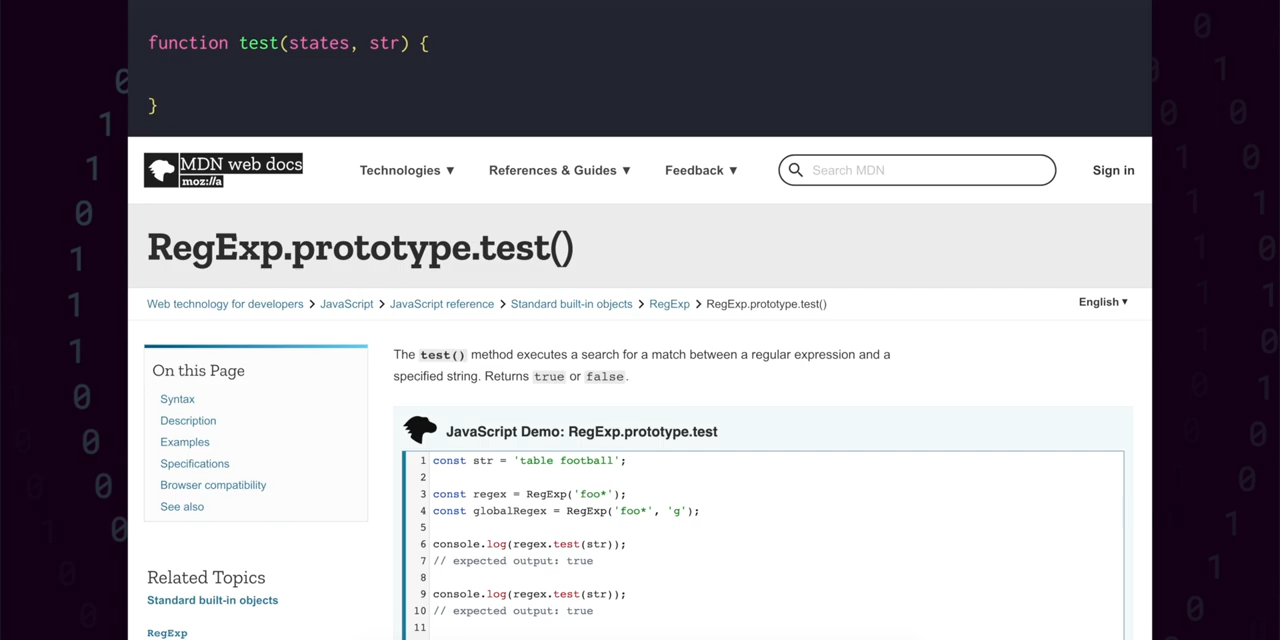 function test(states, str) {
}
MDN web docs
moz://a
Technologies ▼ References & Guides ▼ Feedback ▼ Search MDN Sign in
RegExp.prototype.test()
Web technology for developers > JavaScript > JavaScript reference > Standard built-in objects > RegExp > RegExp.prototype.test()
English ▼
On this Page
Syntax
Description
Examples
Specifications
Browser compatibility
See also
Related Topics
Standard built-in objects
RegExp
The test() method executes a search for a match between a regular expression and a
specified string. Returns true or false.
JavaScript Demo: RegExp.prototype.test
1 const str = 'table football';
2
3 const regex = RegExp('foo*');
4 const globalRegex = RegExp('foo*', 'g');
5
6 console.log(regex.test(str));
7 // expected output: true
8
9 console.log(regex.test(str));
10 // expected output: true
11